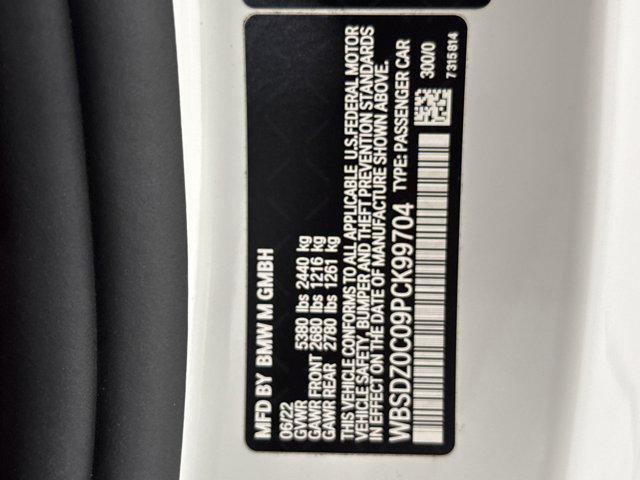 MFD BY BMW M GMBH
06/22
GVWR 5380 lbs 2440 kg
GAWR FRONT 2680 lbs 1216 kg
GAWR REAR 2780 lbs 1261 kg
THIS VEHICLE CONFORMS TO ALL APPLICABLE U.S.FEDERAL MOTOR
VEHICLE SAFETY, BUMPER AND THEFT PREVENTION STANDARDS
IN EFFECT ON THE DATE OF MANUFACTURE SHOWN ABOVE.
WBSDZ0C09PCK99704 TYPE: PASSENGER CAR
300/0
7 315 814